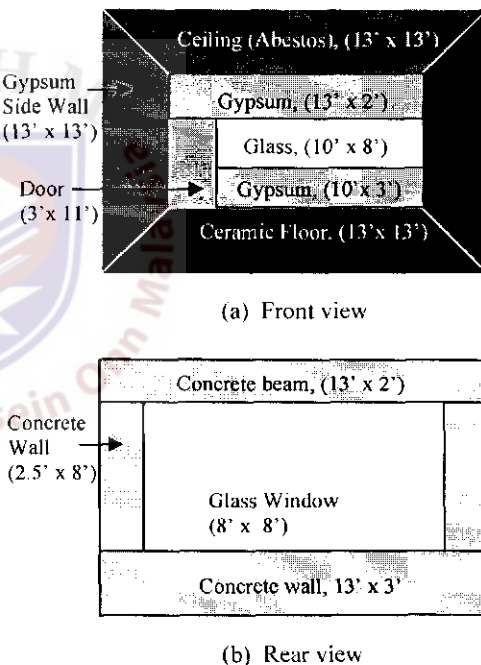 Ceiling (Abestos), (13' x 13')
Gypsum
Side Wall
(13' x 13')
Gypsum, (13' x 2')
Glass, (10' x 8')
Door
(3' x 11')
Gypsum, (10' x 3')
Ceramic Floor. (13' x 13')
(a) Front view
Concrete beam, (13' x 2')
Concrete
Wall
(2.5' x 8')
Glass Window
(8' x 8')
Concrete wall, 13' x 3'
(b) Rear view